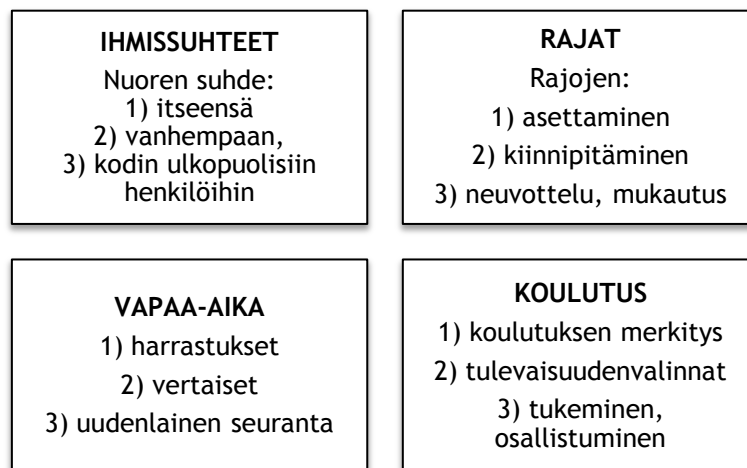 IHMISSUHTEET
Nuoren suhde:
1) itseensä
2) vanhempaan,
3) kodin ulkopuolisiin
henkilöihin
RAJAT
Rajojen:
1) asettaminen
2) kiinnipitäminen
3) neuvottelu, mukautus
VAPAA-AIKA
1) harrastukset
2) vertaiset
3) uudenlainen seuranta
KOULUTUS
1) koulutuksen merkitys
2) tulevaisuudenvalinnat
3) tukeminen,
osallistuminen